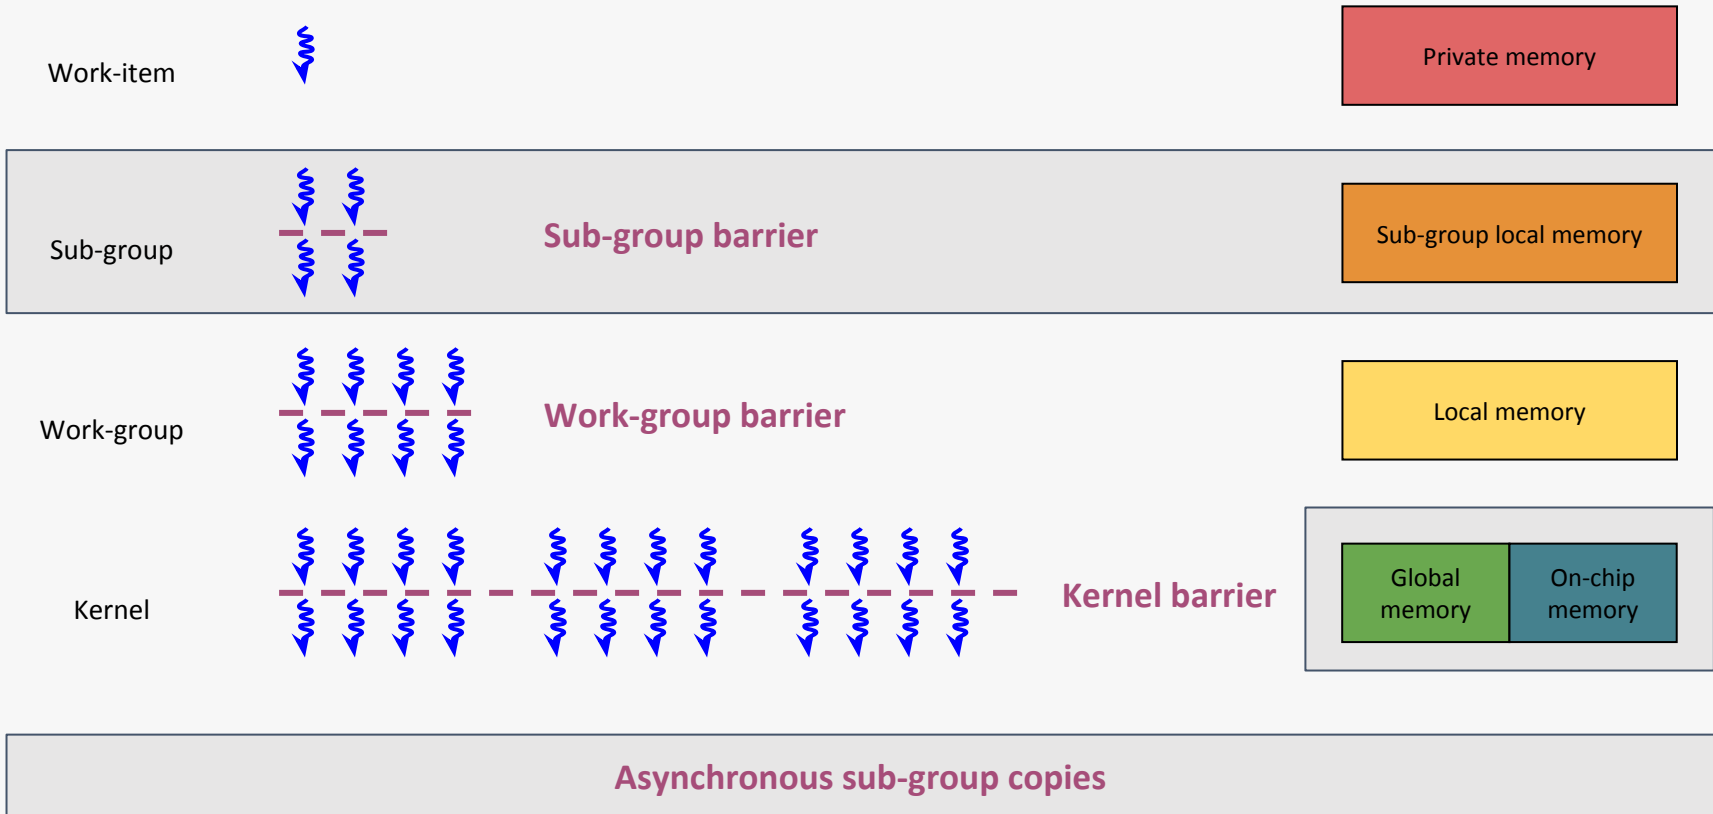 Work-item
Private memory
Sub-group
Sub-group barrier
Sub-group local memory
Work-group
Work-group barrier
Local memory
Kernel
Kernel barrier
Global
memory
On-chip
memory
Asynchronous sub-group copies